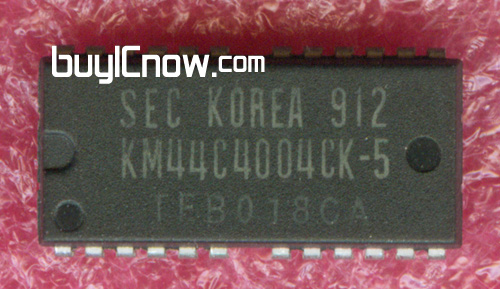 buyICnow.com
SEC KOREA 912
KM44C4004CK-5
TEB018CA